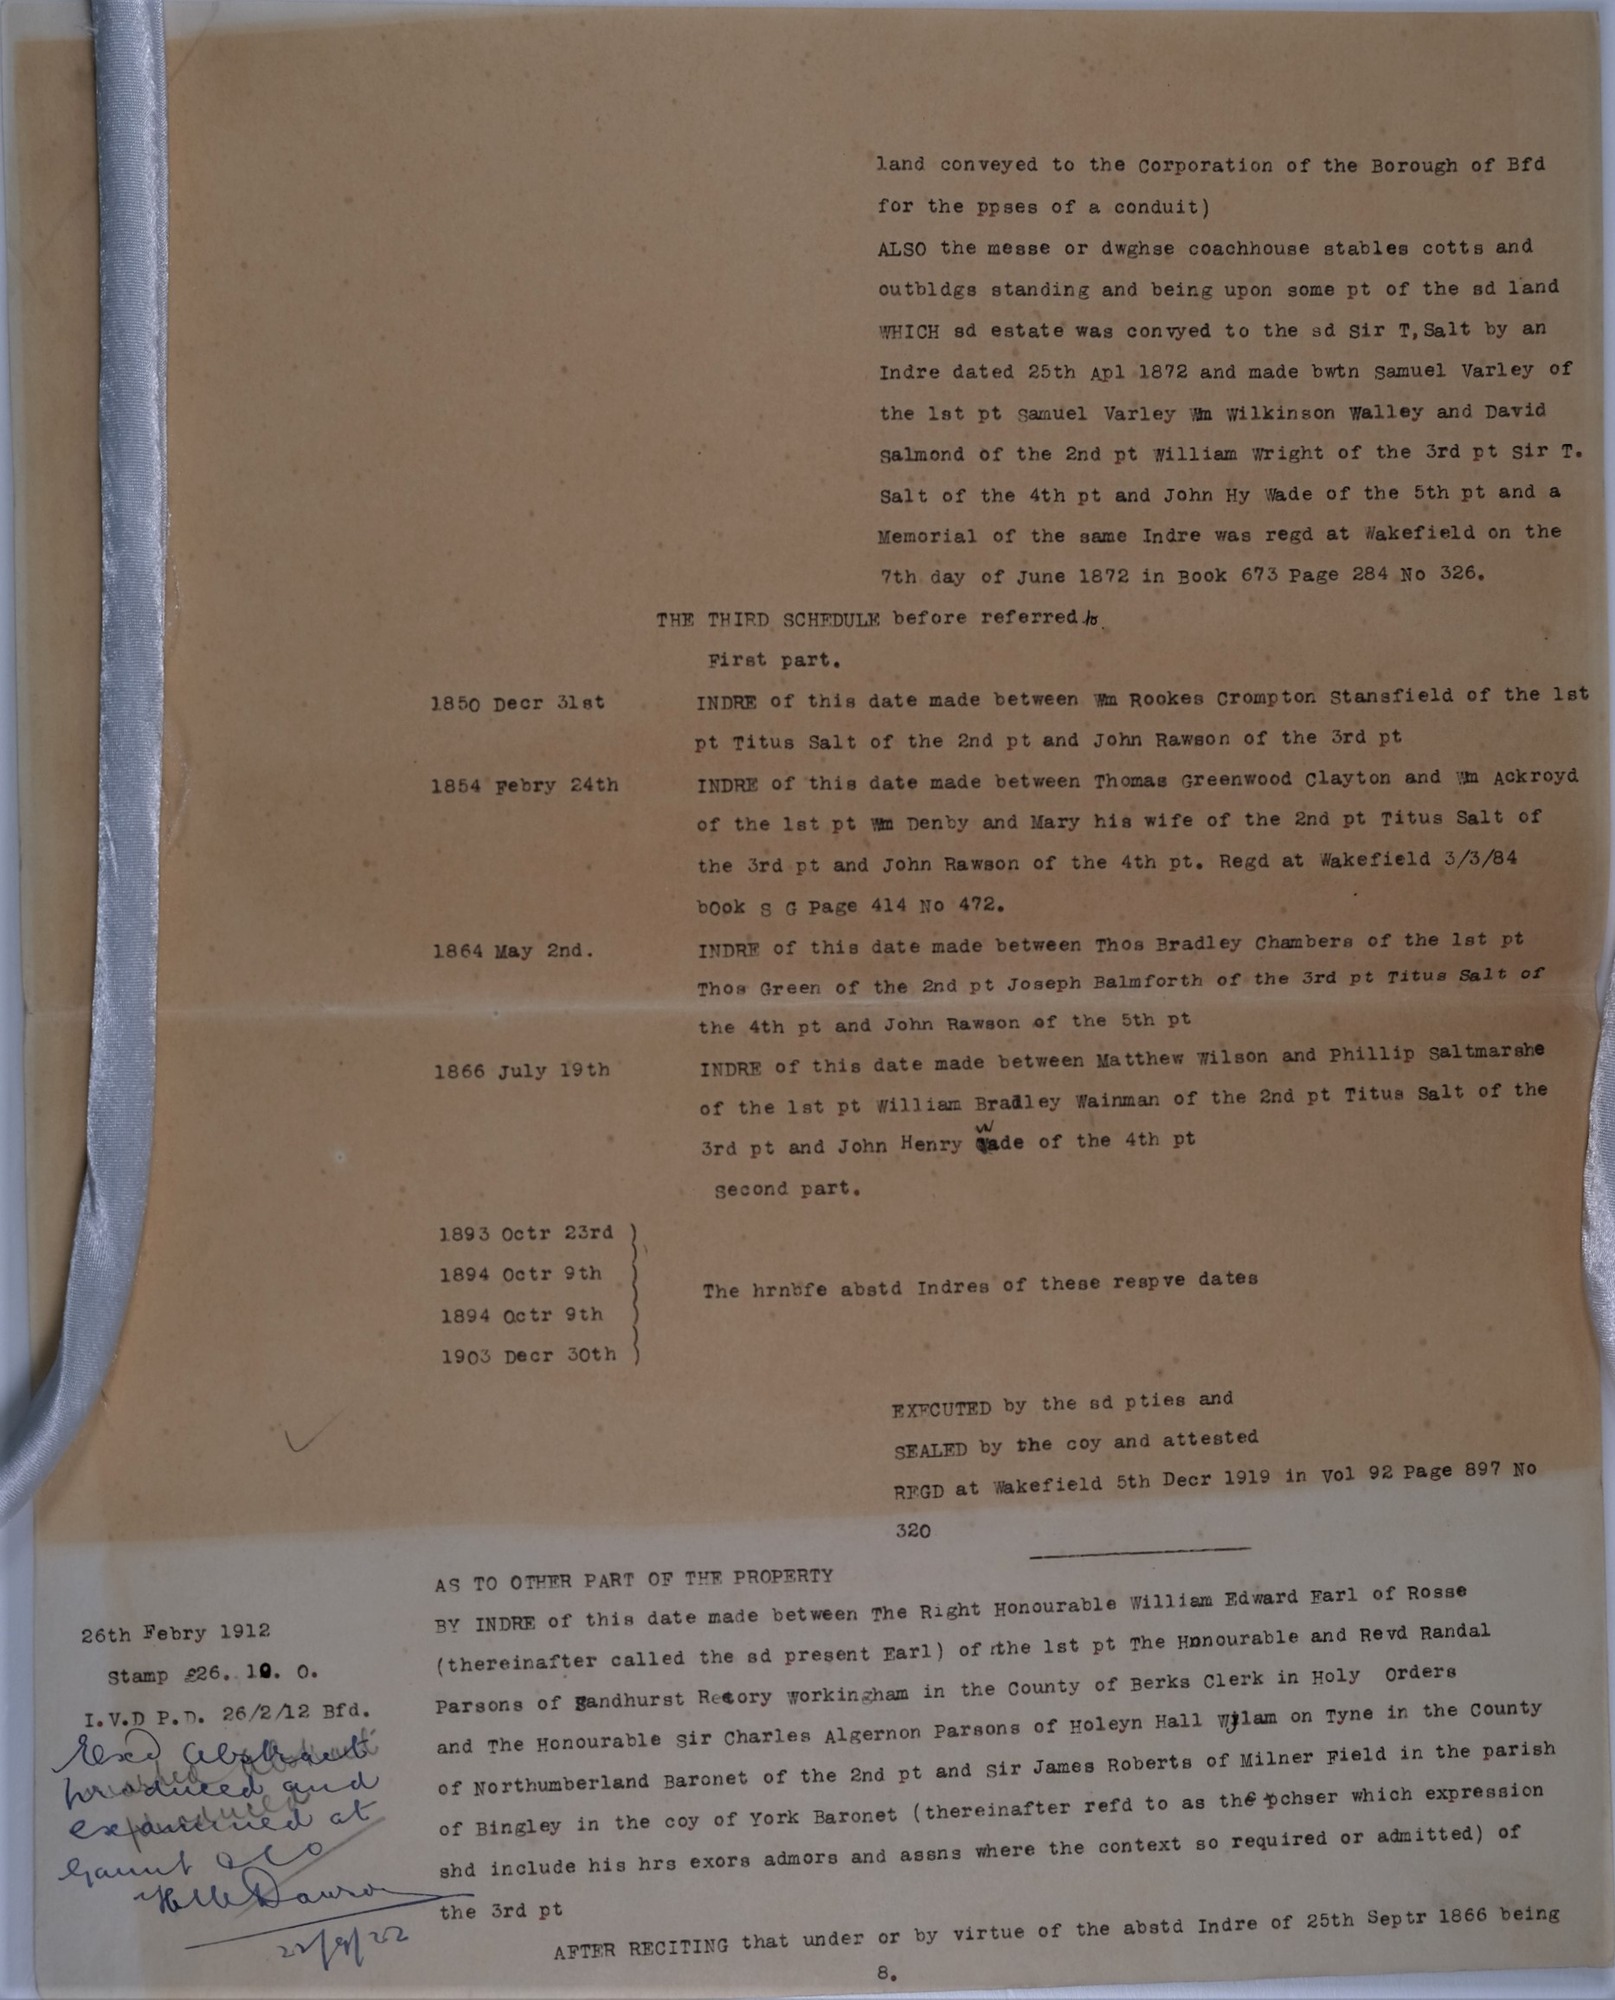 land conveyed to the Corporation of the Borough of Bfd
for the ppses of a conduit)
ALSO the messe or dwghse coachhouse stables cotts and
outbldgs standing and being upon some pt of the sd land
WHICH sd estate was convyed to the sd Sir T, Salt by an
Indre dated 25th Apl 1872 and made bwtn Samuel Varley of
the 1st pt Samuel Varley Wm Wilkinson Walley and David
Salmond of the 2nd pt William Wright of the 3rd pt Sir T.
Salt of the 4th pt and John Hy Wade of the 5th pt and a
Memorial of the same Indre was regd at Wakefield on the
7th day of June 1872 in Book 673 Page 284 No 326.
THE THIRD SCHEDULE before referred to.
First part.
1850 Decr 31st INDRE of this date made between Wm Rookes Crompton Stansfield of the 1st
pt Titus Salt of the 2nd pt and John Rawson of the 3rd pt
1854 Febry 24th INDRE of this date made between Thomas Greenwood Clayton and Wm Ackroyd
of the 1st pt Wm Denby and Mary his wife of the 2nd pt Titus Salt of
the 3rd pt and John Rawson of the 4th pt. Regd at Wakefield 3/3/84
bOok S G Page 414 No 472.
1864 May 2nd. INDRE of this date made between Thos Bradley Chambers of the 1st pt
Thos Green of the 2nd pt Joseph Balmforth of the 3rd pt Titus Salt of
the 4th pt and John Rawson of the 5th pt
1866 July 19th INDRE of this date made between Matthew Wilson and Phillip Saltmarshe
of the 1st pt William Bradley Wainman of the 2nd pt Titus Salt of the
3rd pt and John Henry Wade of the 4th pt
Second part.
1893 Octr 23rd
1894 Octr 9th
The hrnbfe abstd Indres of these respve dates
1894 Octr 9th
1903 Decr 30th
EXECUTED by the sd pties and
SEALED by the coy and attested
REGD at Wakefield 5th Decr 1919 in Vol 92 Page 897 No
320
AS TO OTHER PART OF THE PROPERTY
26th Febry 1912
Stamp £26. 10. 0.
I.V.D P.D. 26/2/12 Bfd.
BY INDRE of this date made between The Right Honourable William Edward Earl of Rosse
(thereinafter called the sd present Earl) of the 1st pt The Honourable and Revd Randal
Parsons of Sandhurst Rectory Workingham in the County of Berks Clerk in Holy Orders
and The Honourable Sir Charles Algernon Parsons of Holeyn Hall Wylam on Tyne in the County
of Northumberland Baronet of the 2nd pt and Sir James Roberts of Milner Field in the parish
of Bingley in the coy of York Baronet (thereinafter refd to as the pchser which expression
shd include his hrs exors admors and assns where the context so required or admitted) of
the 3rd pt
Abstract
produced and
examined at
AFTER RECITING that under or by virtue of the abstd Indre of 25th Septr 1866 being
8.